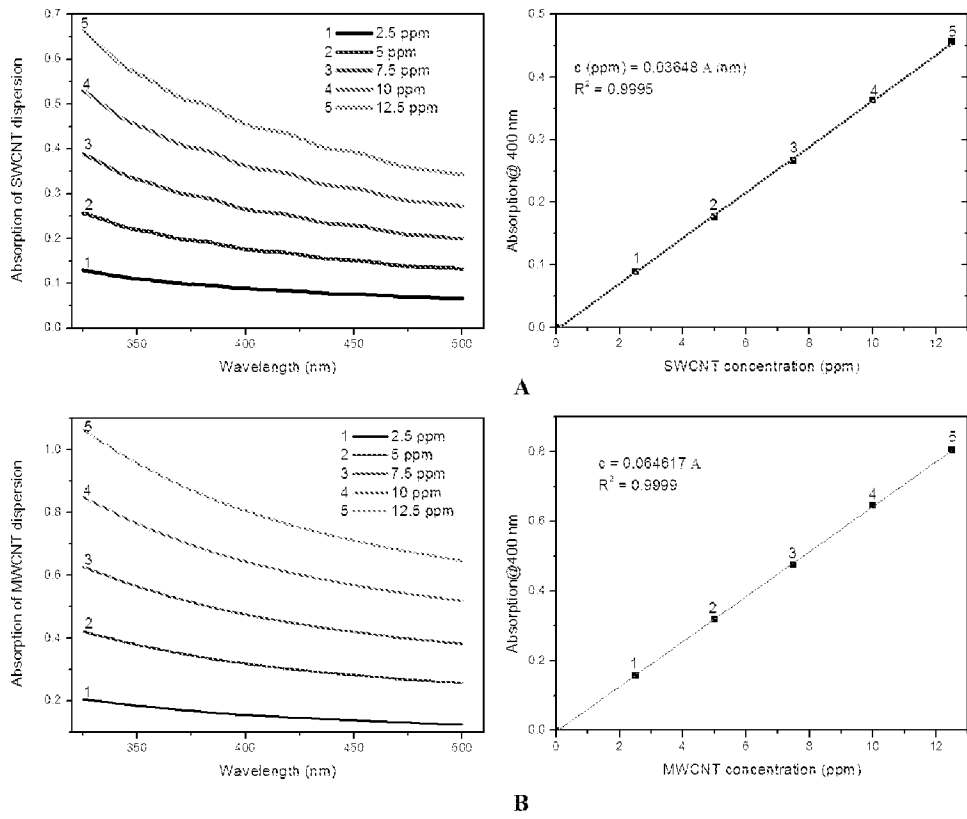 0.7
0.6
0.5
0.4
0.3
0.2
0.1
0.0
Absorption of SWCNT dispersion
5
4
3
2
1
1 2.5 ppm
2 5 ppm
3 7.5 ppm
4 10 ppm
5 12.5 ppm
350 400 450 500
Wavelength (nm)
0.5
0.4
0.3
0.2
0.1
0.0
Absorption@ 400 nm
c (ppm) = 0.03648 A (nm)
R² = 0.9995
1
2
3
4
5
0 2 4 6 8 10 12
SWCNT concentration (ppm)
A
1.0
0.8
0.6
0.4
0.2
Absorption of MWCNT dispersion
5
4
3
2
1
1 2.5 ppm
2 5 ppm
3 7.5 ppm
4 10 ppm
5 12.5 ppm
350 400 450 500
Wavelength (nm)
0.8
0.6
0.4
0.2
0.0
Absorption@400 nm
c = 0.064617 A
R² = 0.9999
1
2
3
4
5
0 2 4 6 8 10 12
MWCNT concentration (ppm)
B